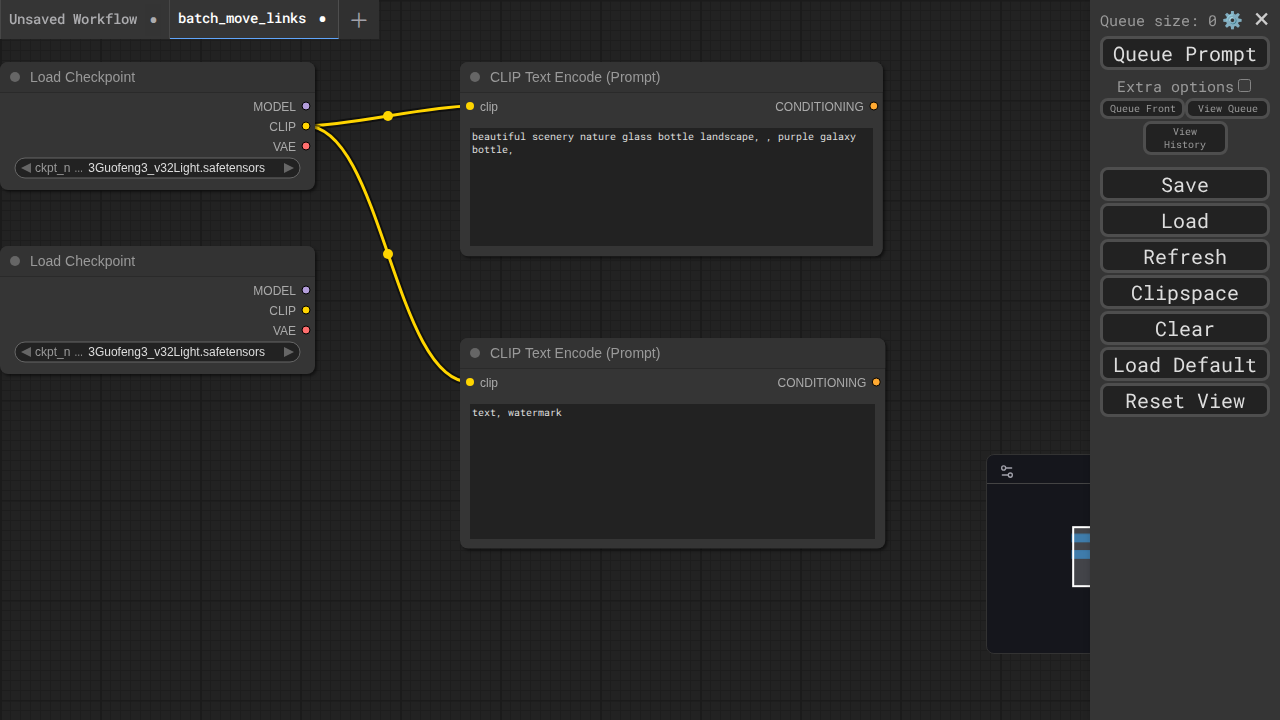 Unsaved Workflow
batch_move_links
Queue size: 0
Queue Prompt
Extra options
Queue Front
View Queue
View
History
Save
Load
Refresh
Clipspace
Clear
Load Default
Reset View
Load Checkpoint
MODEL
CLIP
VAE
ckpt_n ... 3Guofeng3_v32Light.safetensors
Load Checkpoint
MODEL
CLIP
VAE
ckpt_n ... 3Guofeng3_v32Light.safetensors
CLIP Text Encode (Prompt)
clip
CONDITIONING
beautiful scenery nature glass bottle landscape, , purple galaxy
bottle,
CLIP Text Encode (Prompt)
clip
CONDITIONING
text, watermark